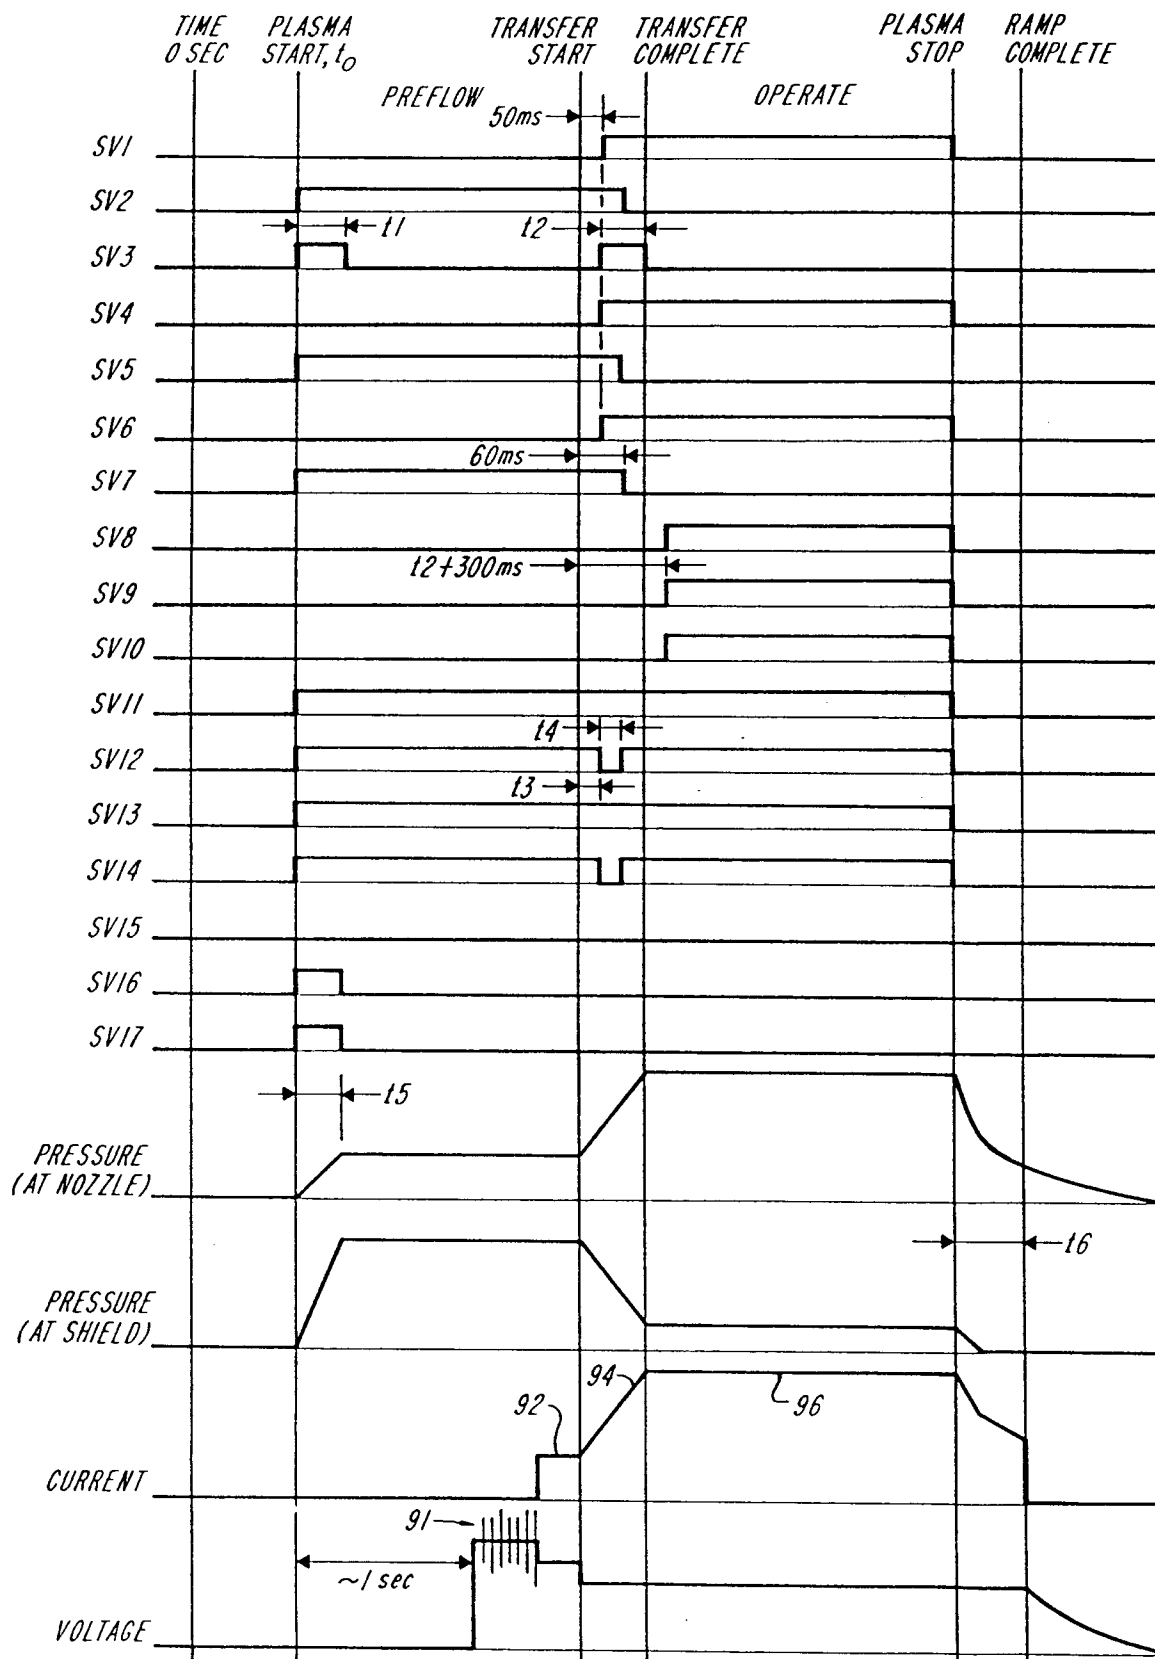 TIME
0 SEC
PLASMA
START, t0
TRANSFER
START
TRANSFER
COMPLETE
PLASMA
STOP
RAMP
COMPLETE
PREFLOW
OPERATE
50ms
SV1
SV2
t1
t2
SV3
SV4
SV5
SV6
60ms
SV7
SV8
t2+300ms
SV9
SV10
SV11
t4
SV12
t3
SV13
SV14
SV15
SV16
SV17
t5
PRESSURE
(AT NOZZLE)
t6
PRESSURE
(AT SHIELD)
94
92
96
CURRENT
91
~1 sec
VOLTAGE